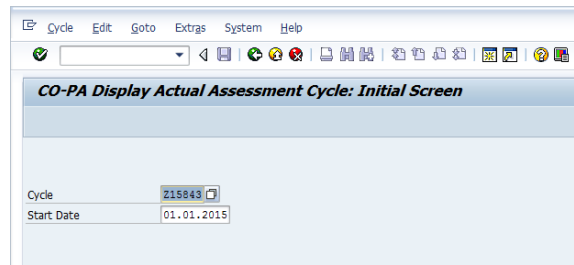 Cycle Edit Goto Extras System Help
CO-PA Display Actual Assessment Cycle: Initial Screen
Cycle Z15843
Start Date 01.01.2015